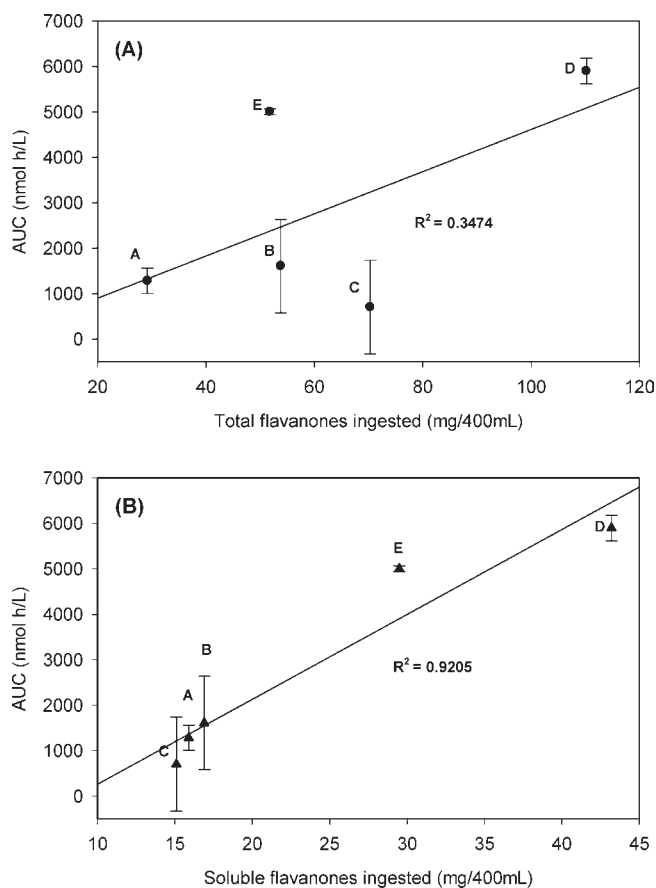 (A)
7000
6000
5000
4000
3000
2000
1000
0
AUC (nmol h/L)
A
E
B
C
D
R² = 0.3474
20 40 60 80 100 120
Total flavanones ingested (mg/400mL)
(B)
7000
6000
5000
4000
3000
2000
1000
0
AUC (nmol h/L)
C
A
B
E
D
R² = 0.9205
10 15 20 25 30 35 40 45
Soluble flavanones ingested (mg/400mL)